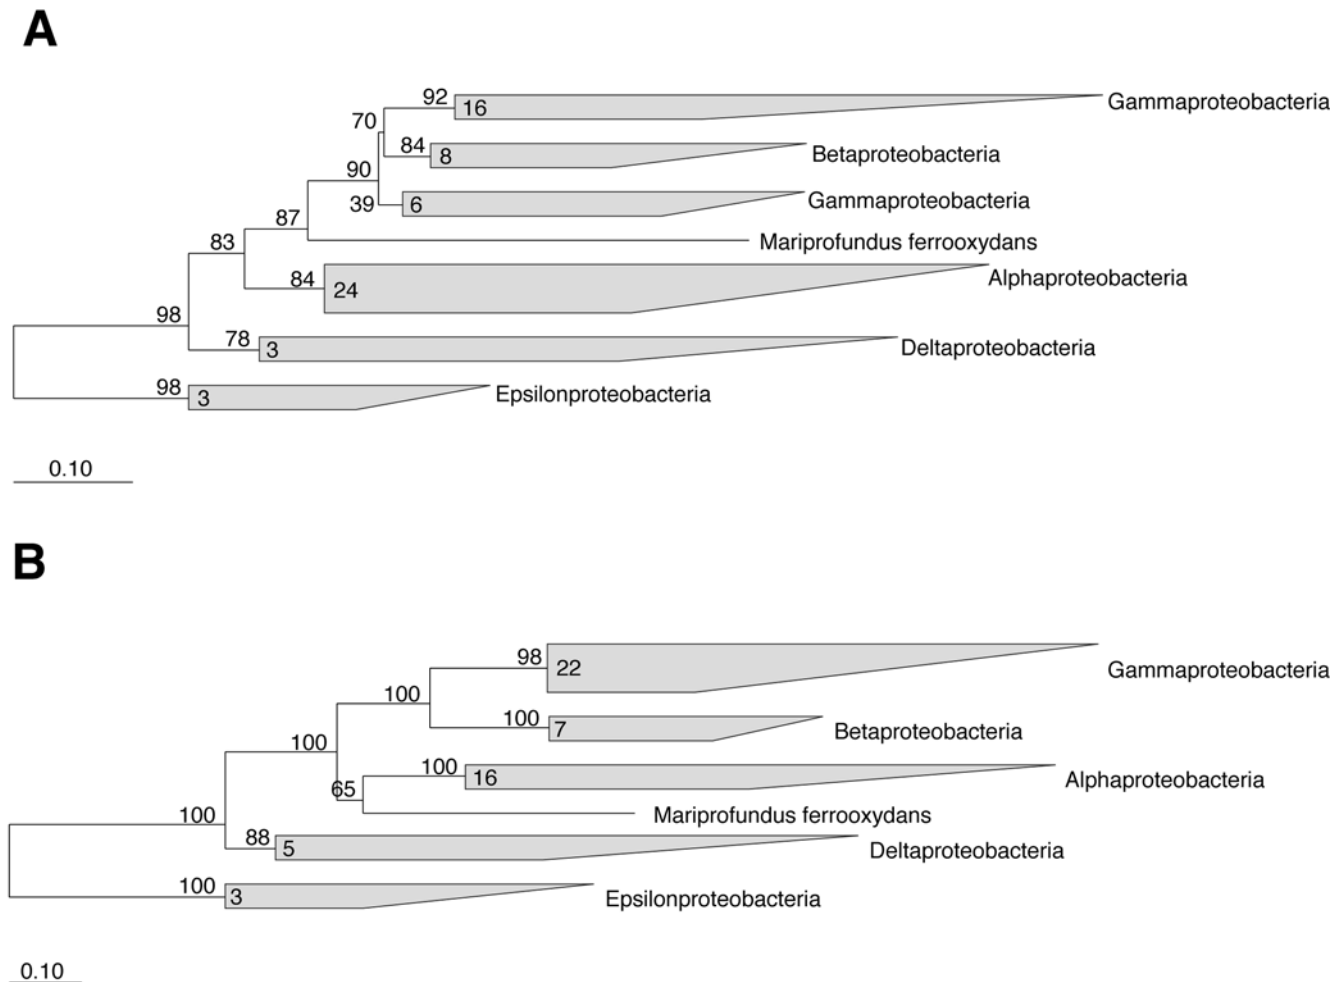 A
92 16 Gammaproteobacteria
70
84 8 Betaproteobacteria
90
39 6 Gammaproteobacteria
87
Mariprofundus ferrooxydans
83
84 24 Alphaproteobacteria
98
78 3 Deltaproteobacteria
98 3 Epsilonproteobacteria
0.10
B
98 22 Gammaproteobacteria
100
100 7 Betaproteobacteria
100
100 16 Alphaproteobacteria
65
Mariprofundus ferrooxydans
100
88 5 Deltaproteobacteria
100 3 Epsilonproteobacteria
0.10